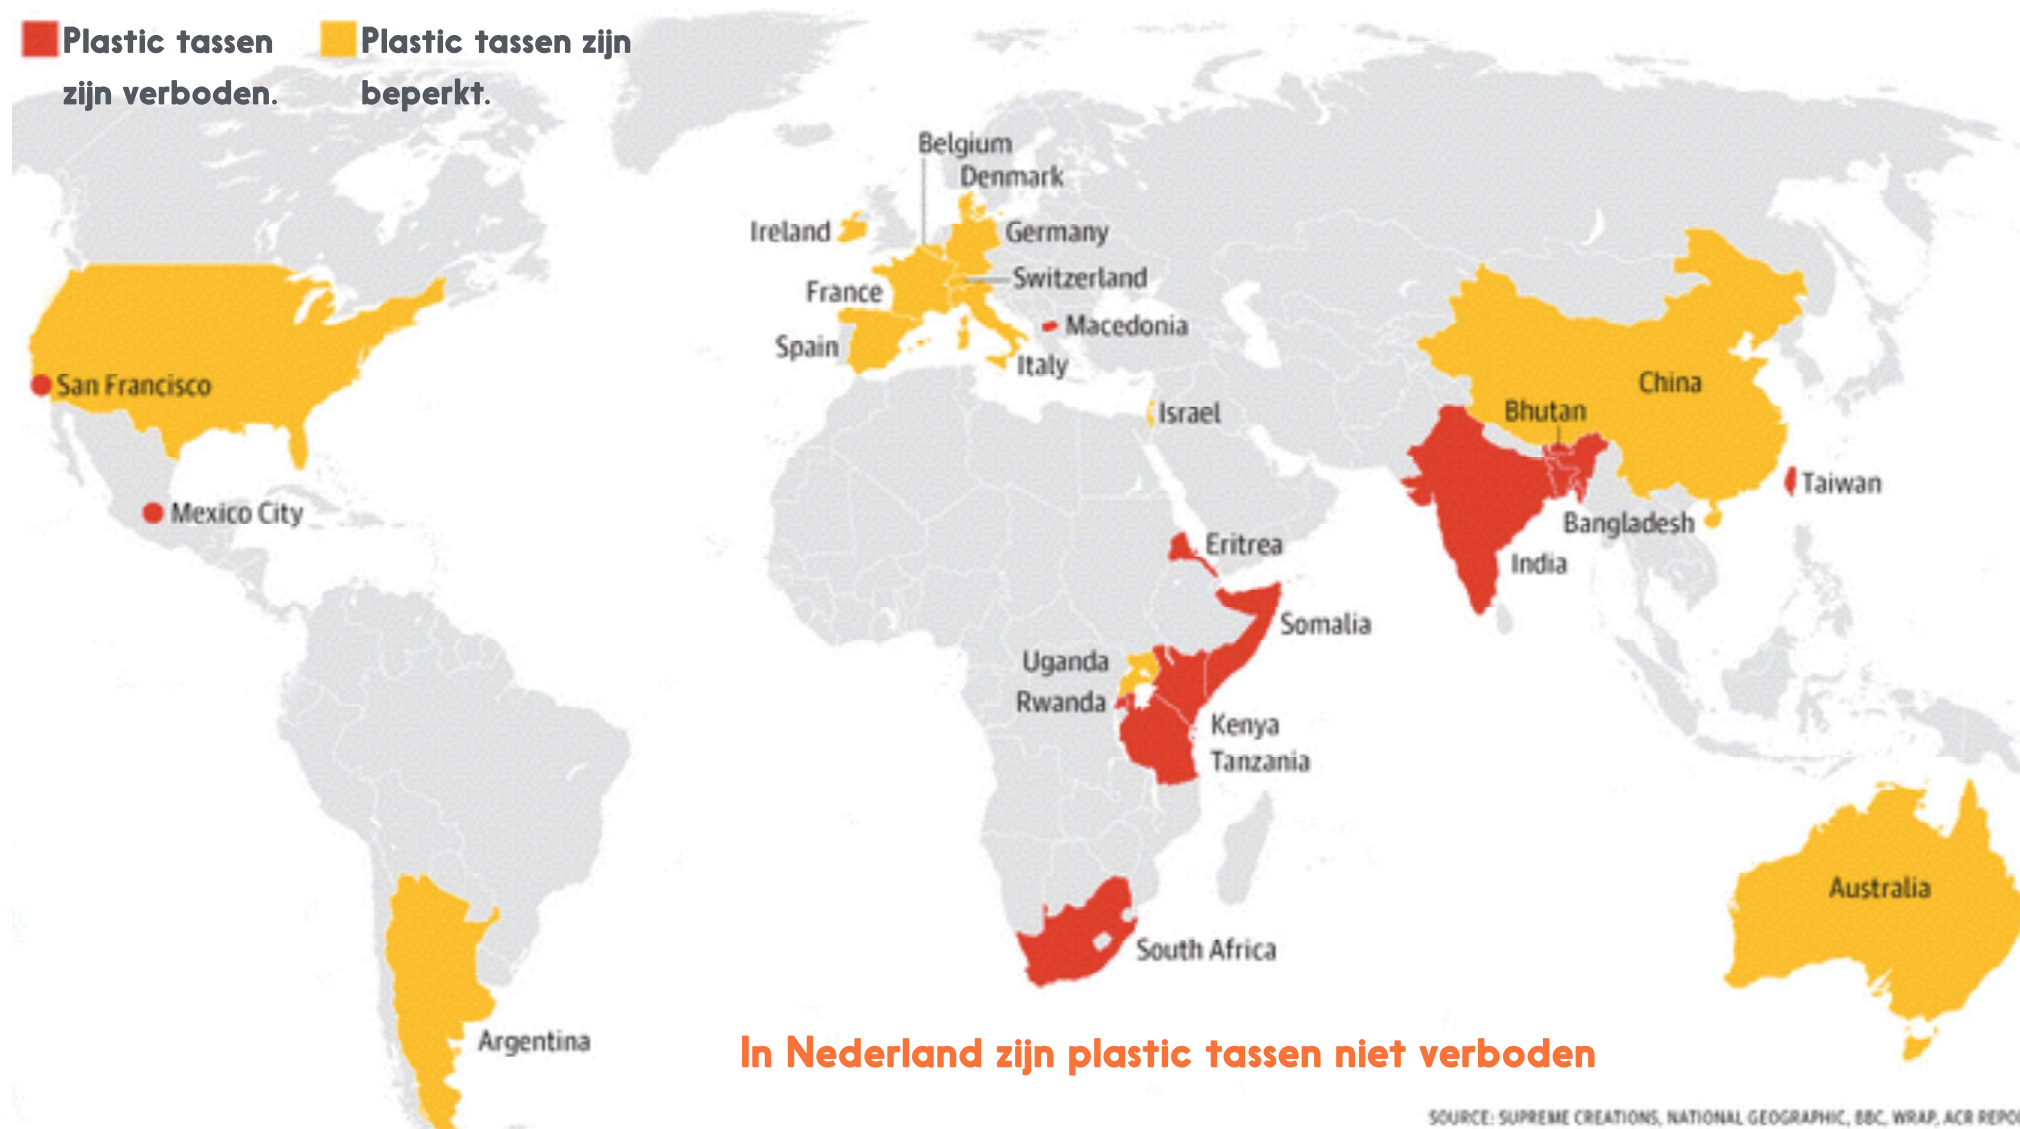 Plastic tassen
zijn verboden.
Plastic tassen zijn
beperkt.
Belgium
Denmark
Ireland
Germany
Switzerland
France
Macedonia
Spain
Italy
San Francisco
China
Bhutan
Israel
Taiwan
Mexico City
Bangladesh
Eritrea
India
Somalia
Uganda
Rwanda
Kenya
Tanzania
Australia
South Africa
Argentina
In Nederland zijn plastic tassen niet verboden
SOURCE: SUPREME CREATIONS, NATIONAL GEOGRAPHIC, BBC, WRAP, ACR REPO